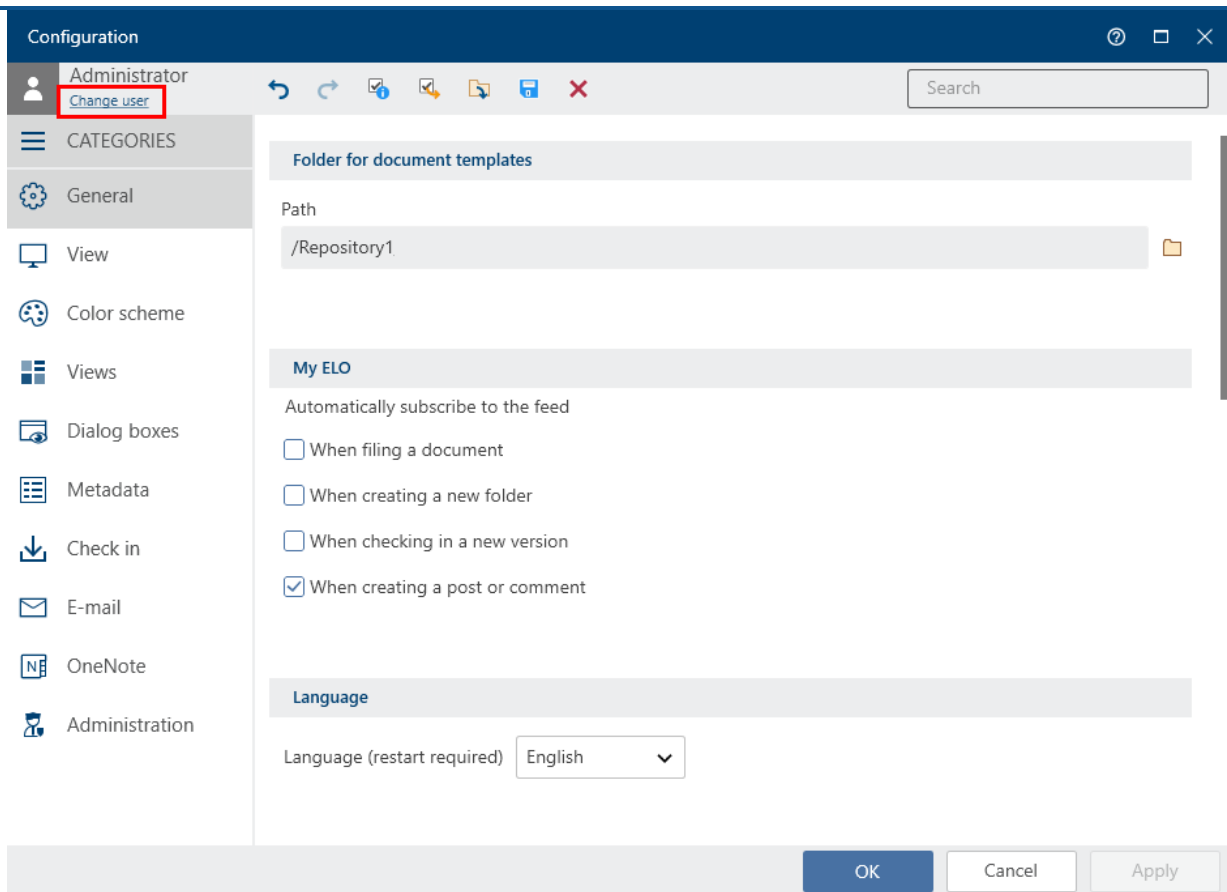 Configuration
Administrator
Change user
Search
CATEGORIES
General
View
Color scheme
Views
Dialog boxes
Metadata
Check in
E-mail
OneNote
Administration
Folder for document templates
Path
/Repository1
My ELO
Automatically subscribe to the feed
When filing a document
When creating a new folder
When checking in a new version
When creating a post or comment
Language
Language (restart required) English
OK Cancel Apply